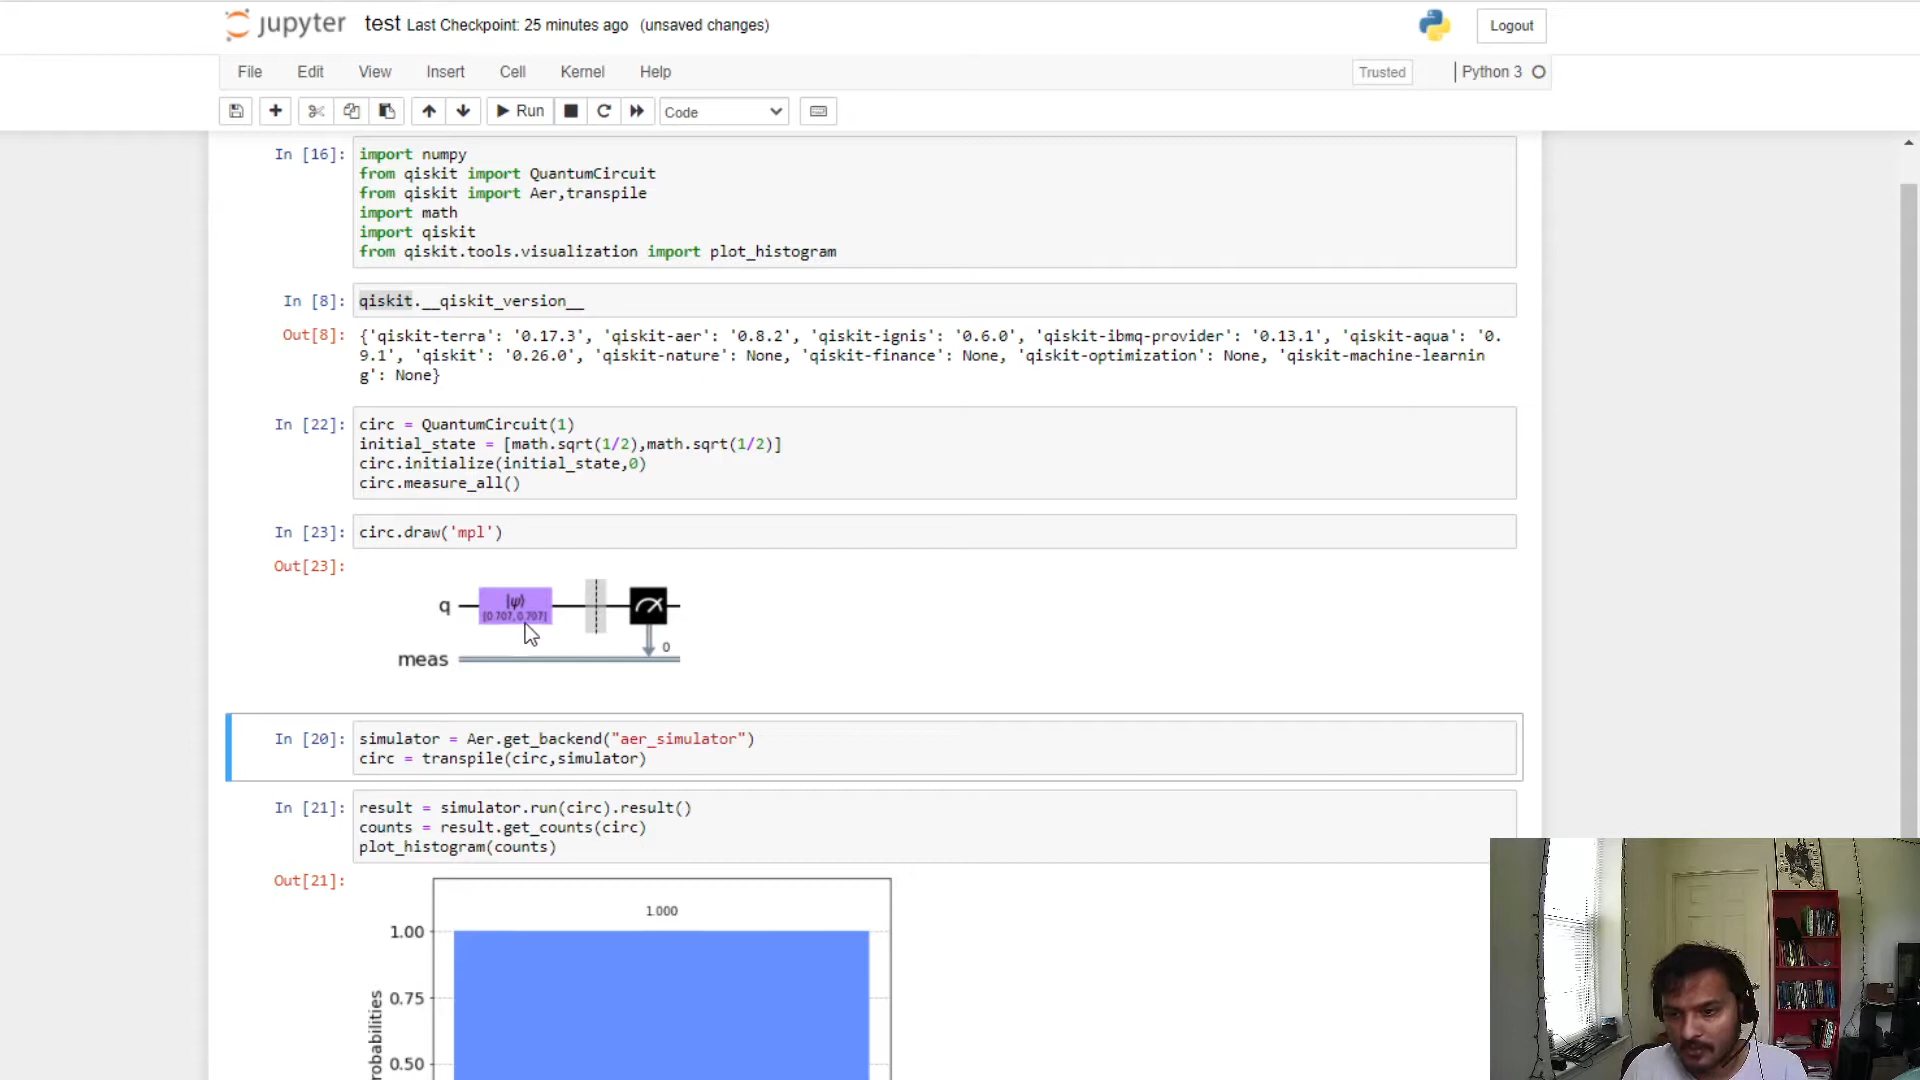 jupyter test Last Checkpoint: 25 minutes ago (unsaved changes) Logout
File Edit View Insert Cell Kernel Help Trusted Python 3
Run Code
In [16]: import numpy
from qiskit import QuantumCircuit
from qiskit import Aer,transpile
import math
import qiskit
from qiskit.tools.visualization import plot_histogram
In [8]: qiskit.__qiskit_version__
Out[8]: {'qiskit-terra': '0.17.3', 'qiskit-aer': '0.8.2', 'qiskit-ignis': '0.6.0', 'qiskit-ibmq-provider': '0.13.1', 'qiskit-aqua': '0.
9.1', 'qiskit': '0.26.0', 'qiskit-nature': None, 'qiskit-finance': None, 'qiskit-optimization': None, 'qiskit-machine-learnin
g': None}
In [22]: circ = QuantumCircuit(1)
initial_state = [math.sqrt(1/2),math.sqrt(1/2)]
circ.initialize(initial_state,0)
circ.measure_all()
In [23]: circ.draw('mpl')
Out[23]:
q |ψ⟩
[0.707, 0.707]
0
meas
In [20]: simulator = Aer.get_backend("aer_simulator")
circ = transpile(circ,simulator)
In [21]: result = simulator.run(circ).result()
counts = result.get_counts(circ)
plot_histogram(counts)
Out[21]:
1.000
1.00
0.75
0.50
robabilities